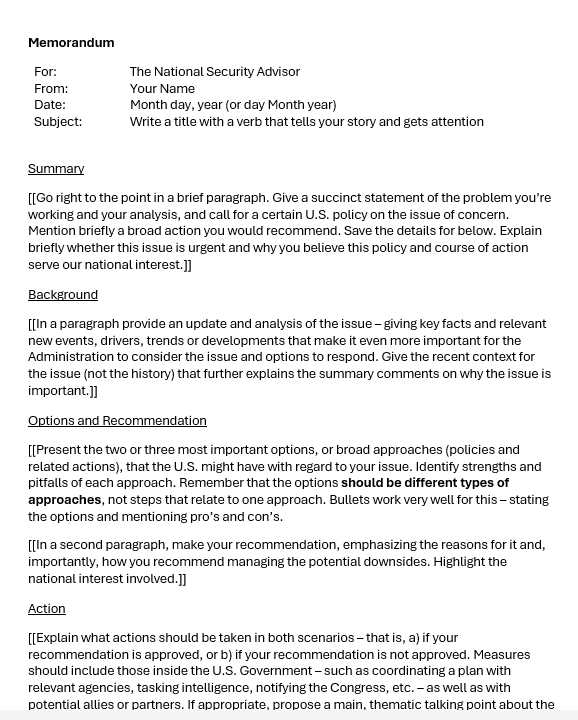 Memorandum
For: The National Security Advisor
From: Your Name
Date: Month day, year (or day Month year)
Subject: Write a title with a verb that tells your story and gets attention
Summary
[[Go right to the point in a brief paragraph. Give a succinct statement of the problem you’re
working and your analysis, and call for a certain U.S. policy on the issue of concern.
Mention briefly a broad action you would recommend. Save the details for below. Explain
briefly whether this issue is urgent and why you believe this policy and course of action
serve our national interest.]]
Background
[[In a paragraph provide an update and analysis of the issue – giving key facts and relevant
new events, drivers, trends or developments that make it even more important for the
Administration to consider the issue and options to respond. Give the recent context for
the issue (not the history) that further explains the summary comments on why the issue is
important.]]
Options and Recommendation
[[Present the two or three most important options, or broad approaches (policies and
related actions), that the U.S. might have with regard to your issue. Identify strengths and
pitfalls of each approach. Remember that the options should be different types of
approaches, not steps that relate to one approach. Bullets work very well for this – stating
the options and mentioning pro’s and con’s.
[[In a second paragraph, make your recommendation, emphasizing the reasons for it and,
importantly, how you recommend managing the potential downsides. Highlight the
national interest involved.]]
Action
[[Explain what actions should be taken in both scenarios – that is, a) if your
recommendation is approved, or b) if your recommendation is not approved. Measures
should include those inside the U.S. Government – such as coordinating a plan with
relevant agencies, tasking intelligence, notifying the Congress, etc. – as well as with
potential allies or partners. If appropriate, propose a main, thematic talking point about the